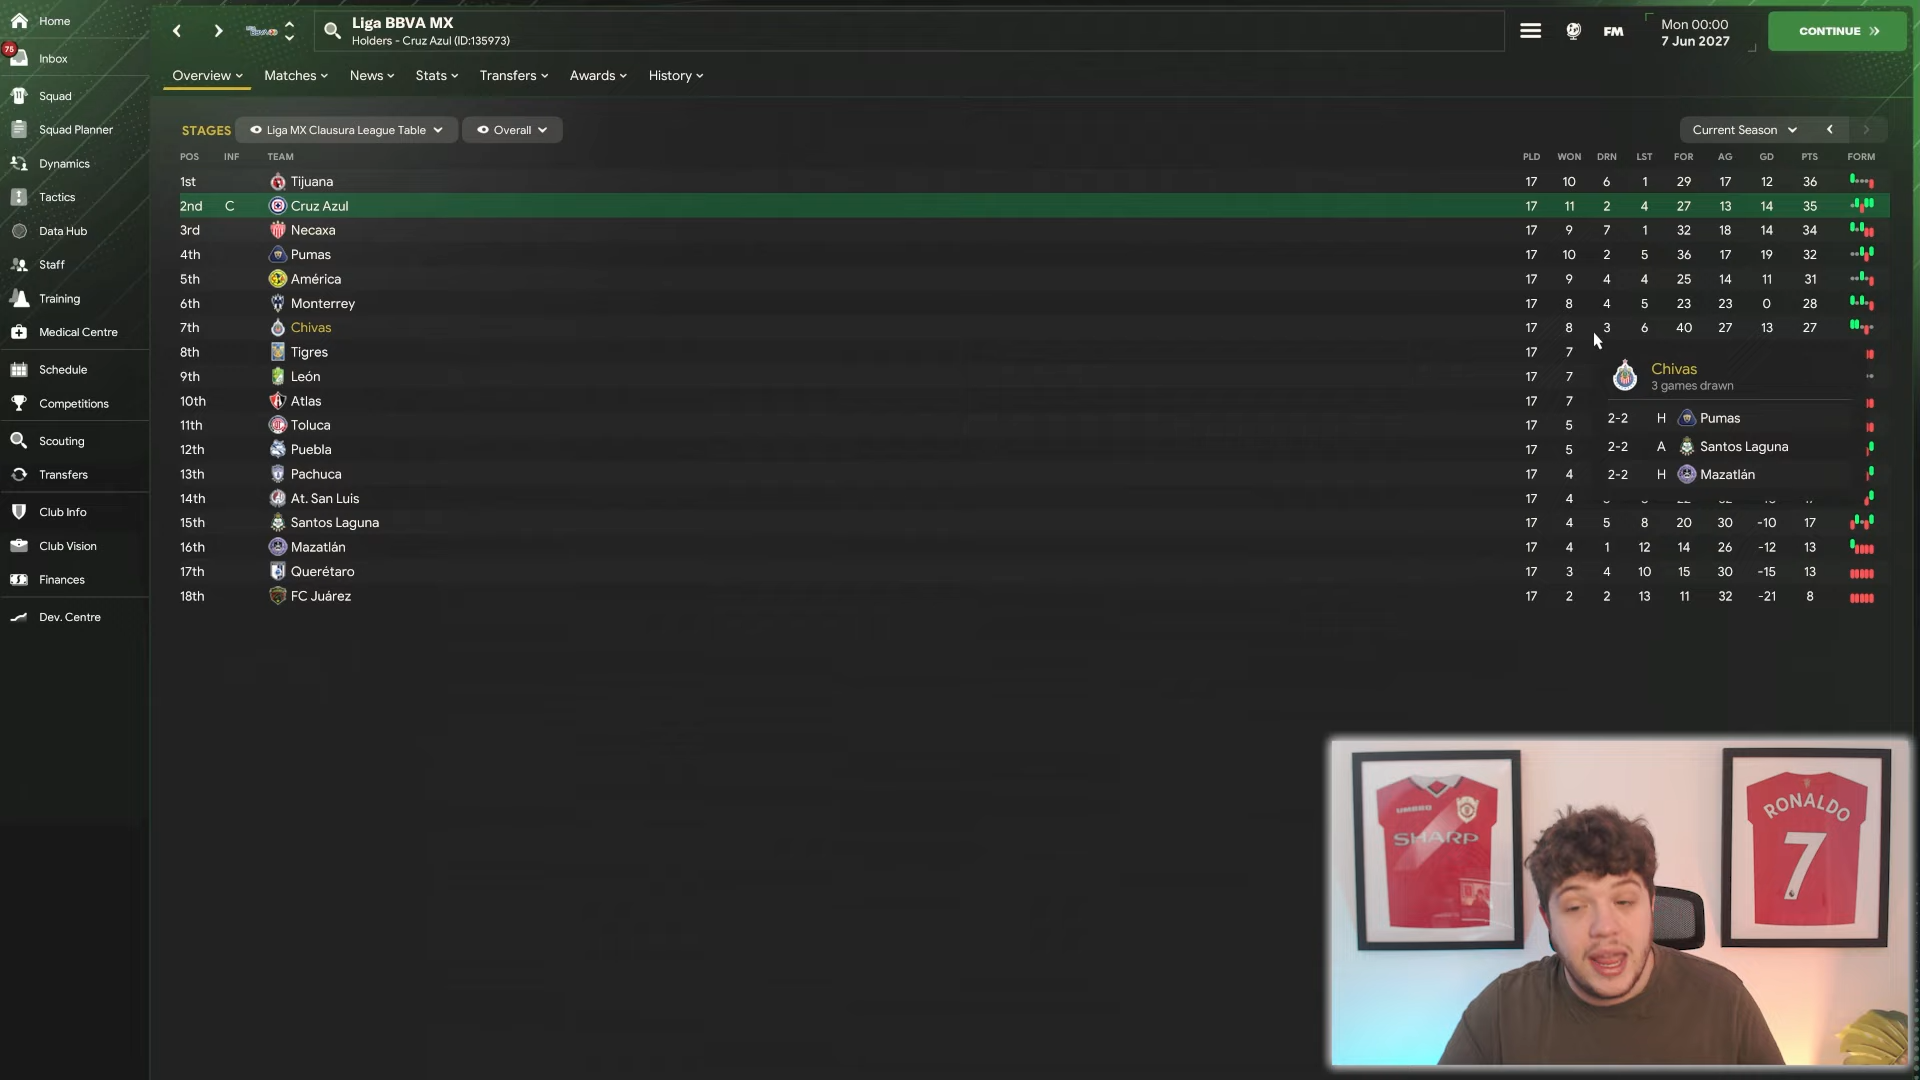 Home
75
Inbox
Squad
Squad Planner
Dynamics
Tactics
Data Hub
Staff
Training
Medical Centre
Schedule
Competitions
Scouting
Transfers
Club Info
Club Vision
Finances
Dev. Centre
Liga BBVA MX
Holders - Cruz Azul (ID:135973)
FM
Mon 00:00
7 Jun 2027
CONTINUE
Overview Matches News Stats Transfers Awards History
STAGES Liga MX Clausura League Table Overall Current Season
POS INF TEAM PLD WON DRN LST FOR AG GD PTS FORM
1st Tijuana 17 10 6 1 29 17 12 36
2nd C Cruz Azul 17 11 2 4 27 13 14 35
3rd Necaxa 17 9 7 1 32 18 14 34
4th Pumas 17 10 2 5 36 17 19 32
5th América 17 9 4 4 25 14 11 31
6th Monterrey 17 8 4 5 23 23 0 28
7th Chivas 17 8 3 6 40 27 13 27
8th Tigres 17 7
9th León 17 7
10th Atlas 17 7
11th Toluca 17 5
12th Puebla 17 5
13th Pachuca 17 4
14th At. San Luis 17 4
15th Santos Laguna 17 4 5 8 20 30 -10 17
16th Mazatlán 17 4 1 12 14 26 -12 13
17th Querétaro 17 3 4 10 15 30 -15 13
18th FC Juárez 17 2 2 13 11 32 -21 8
Chivas
3 games drawn
2-2 H Pumas
2-2 A Santos Laguna
2-2 H Mazatlán
UMBRO
SHARP
RONALDO
7